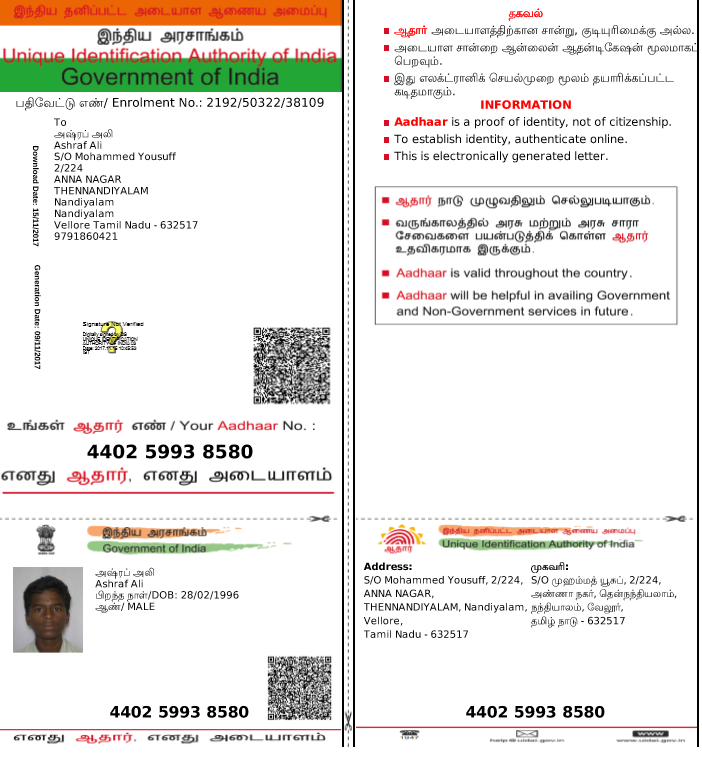 இந்திய தனிப்பட்ட அடையாள ஆணைய அமைப்பு
இந்திய அரசாங்கம்
Unique Identification Authority of India
Government of India
பதிவேட்டு எண்/ Enrolment No.: 2192/50322/38109
To
அஷ்ரப் அலி
Ashraf Ali
S/O Mohammed Yousuff
2/224
ANNA NAGAR
THENNANDIYALAM
Nandiyalam
Nandiyalam
Vellore Tamil Nadu - 632517
9791860421
Download Date: 15/11/2017
Generation Date: 09/11/2017
Signature Not Verified
உங்கள் ஆதார் எண் / Your Aadhaar No. :
4402 5993 8580
எனது ஆதார், எனது அடையாளம்
தகவல்
ஆதார் அடையாளத்திற்கான சான்று, குடியுரிமைக்கு அல்ல.
அடையாள சான்றை ஆன்லைன் ஆதன்டிகேஷன் மூலமாகப்
பெறவும்.
இது எலக்ட்ரானிக் செயல்முறை மூலம் தயாரிக்கப்பட்ட
கடிதமாகும்.
INFORMATION
Aadhaar is a proof of identity, not of citizenship.
To establish identity, authenticate online.
This is electronically generated letter.
ஆதார் நாடு முழுவதிலும் செல்லுபடியாகும்.
வருங்காலத்தில் அரசு மற்றும் அரசு சாரா
சேவைகளை பயன்படுத்திக் கொள்ள ஆதார்
உதவிகரமாக இருக்கும்.
Aadhaar is valid throughout the country.
Aadhaar will be helpful in availing Government
and Non-Government services in future.
இந்திய அரசாங்கம்
Government of India
அஷ்ரப் அலி
Ashraf Ali
பிறந்த நாள்/DOB: 28/02/1996
ஆண்/ MALE
4402 5993 8580
எனது ஆதார், எனது அடையாளம்
ஆதார்
இந்திய தனிப்பட்ட அடையாள ஆணைய அமைப்பு
Unique Identification Authority of India
Address:
S/O Mohammed Yousuff, 2/224,
ANNA NAGAR,
THENNANDIYALAM, Nandiyalam,
Vellore,
Tamil Nadu - 632517
முகவரி:
S/O முஹம்மத் யூசுப், 2/224,
அண்ணா நகர், தென்நந்தியலாம்,
நந்தியாலம், வேலூர்,
தமிழ் நாடு - 632517
4402 5993 8580
1947
help@uidai.gov.in
www.uidai.gov.in